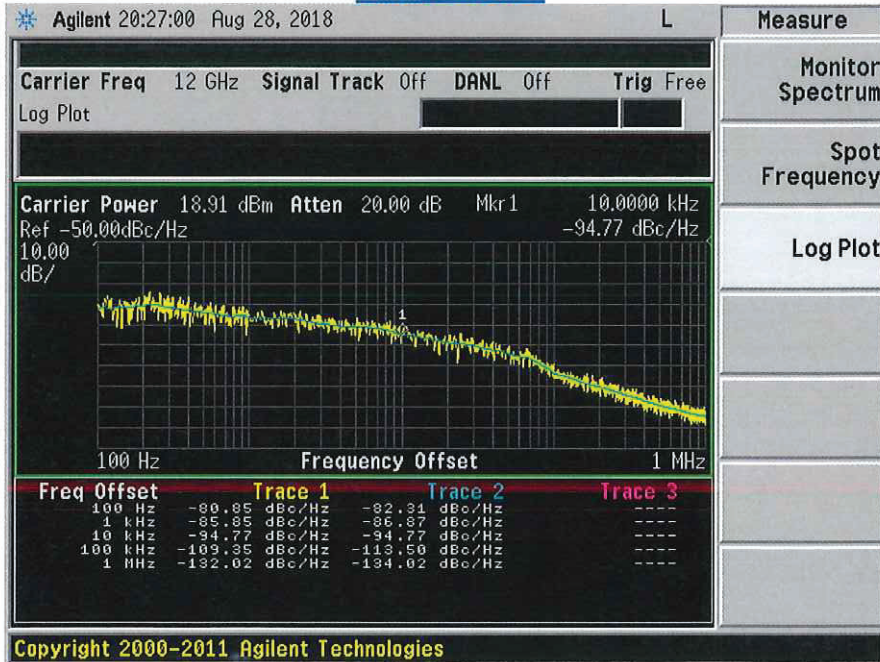 Agilent 20:27:00 Aug 28, 2018 L
Measure
Monitor Spectrum
Spot Frequency
Log Plot
Carrier Freq 12 GHz Signal Track Off DANL Off Trig Free
Log Plot
Carrier Power 18.91 dBm Atten 20.00 dB Mkr1 10.0000 kHz
Ref -50.00dBc/Hz -94.77 dBc/Hz
10.00
dB/
1
100 Hz Frequency Offset 1 MHz
Freq Offset Trace 1 Trace 2 Trace 3
100 Hz -80.85 dBc/Hz -82.31 dBc/Hz ----
1 kHz -85.85 dBc/Hz -86.87 dBc/Hz ----
10 kHz -94.77 dBc/Hz -94.77 dBc/Hz ----
100 kHz -109.35 dBc/Hz -113.50 dBc/Hz ----
1 MHz -132.02 dBc/Hz -134.02 dBc/Hz ----
Copyright 2000-2011 Agilent Technologies